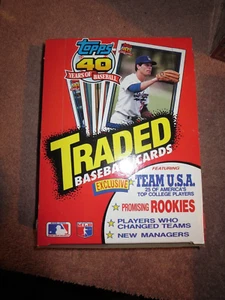 Topps
40
YEARS OF BASEBALL
TRADED
BASEBALL CARDS
FEATURING
EXCLUSIVE
TEAM U.S.A.
25 OF AMERICA'S
TOP COLLEGE PLAYERS
PROMISING ROOKIES
PLAYERS WHO
CHANGED TEAMS
NEW MANAGERS